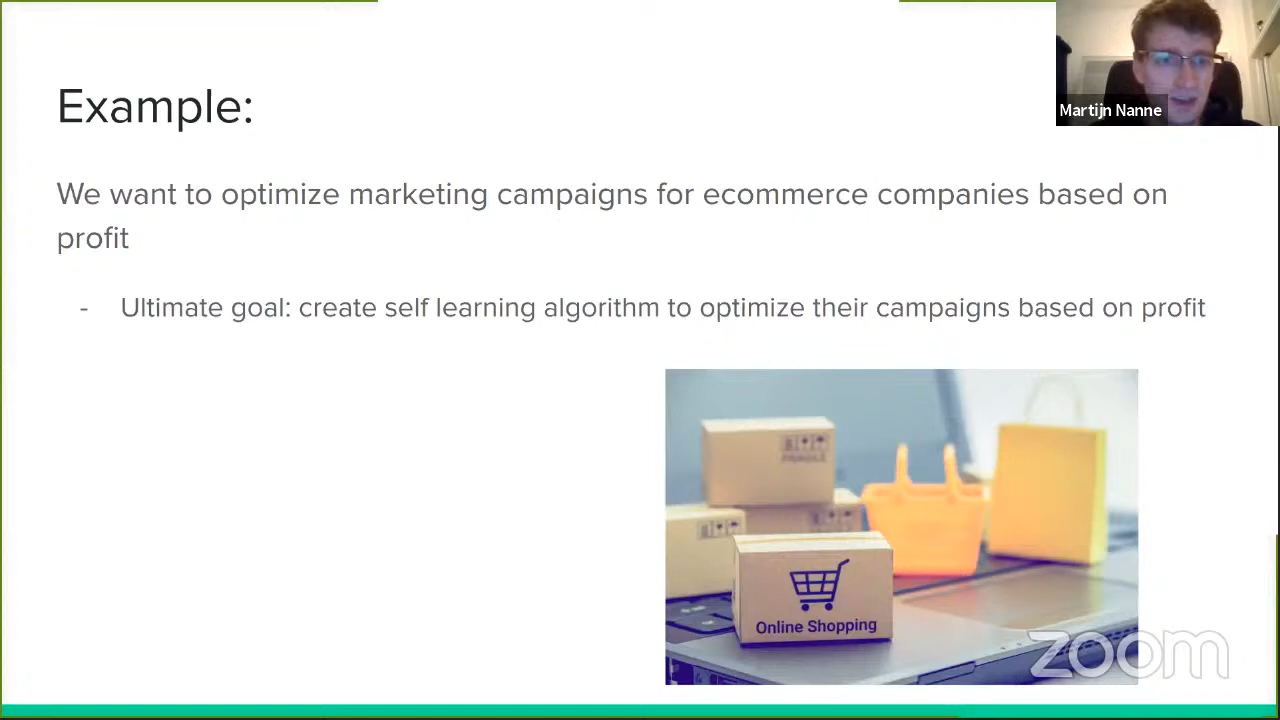 Example:
Martijn Nanne
We want to optimize marketing campaigns for ecommerce companies based on
profit
- Ultimate goal: create self learning algorithm to optimize their campaigns based on profit
FRAGILE
Online Shopping
zoom